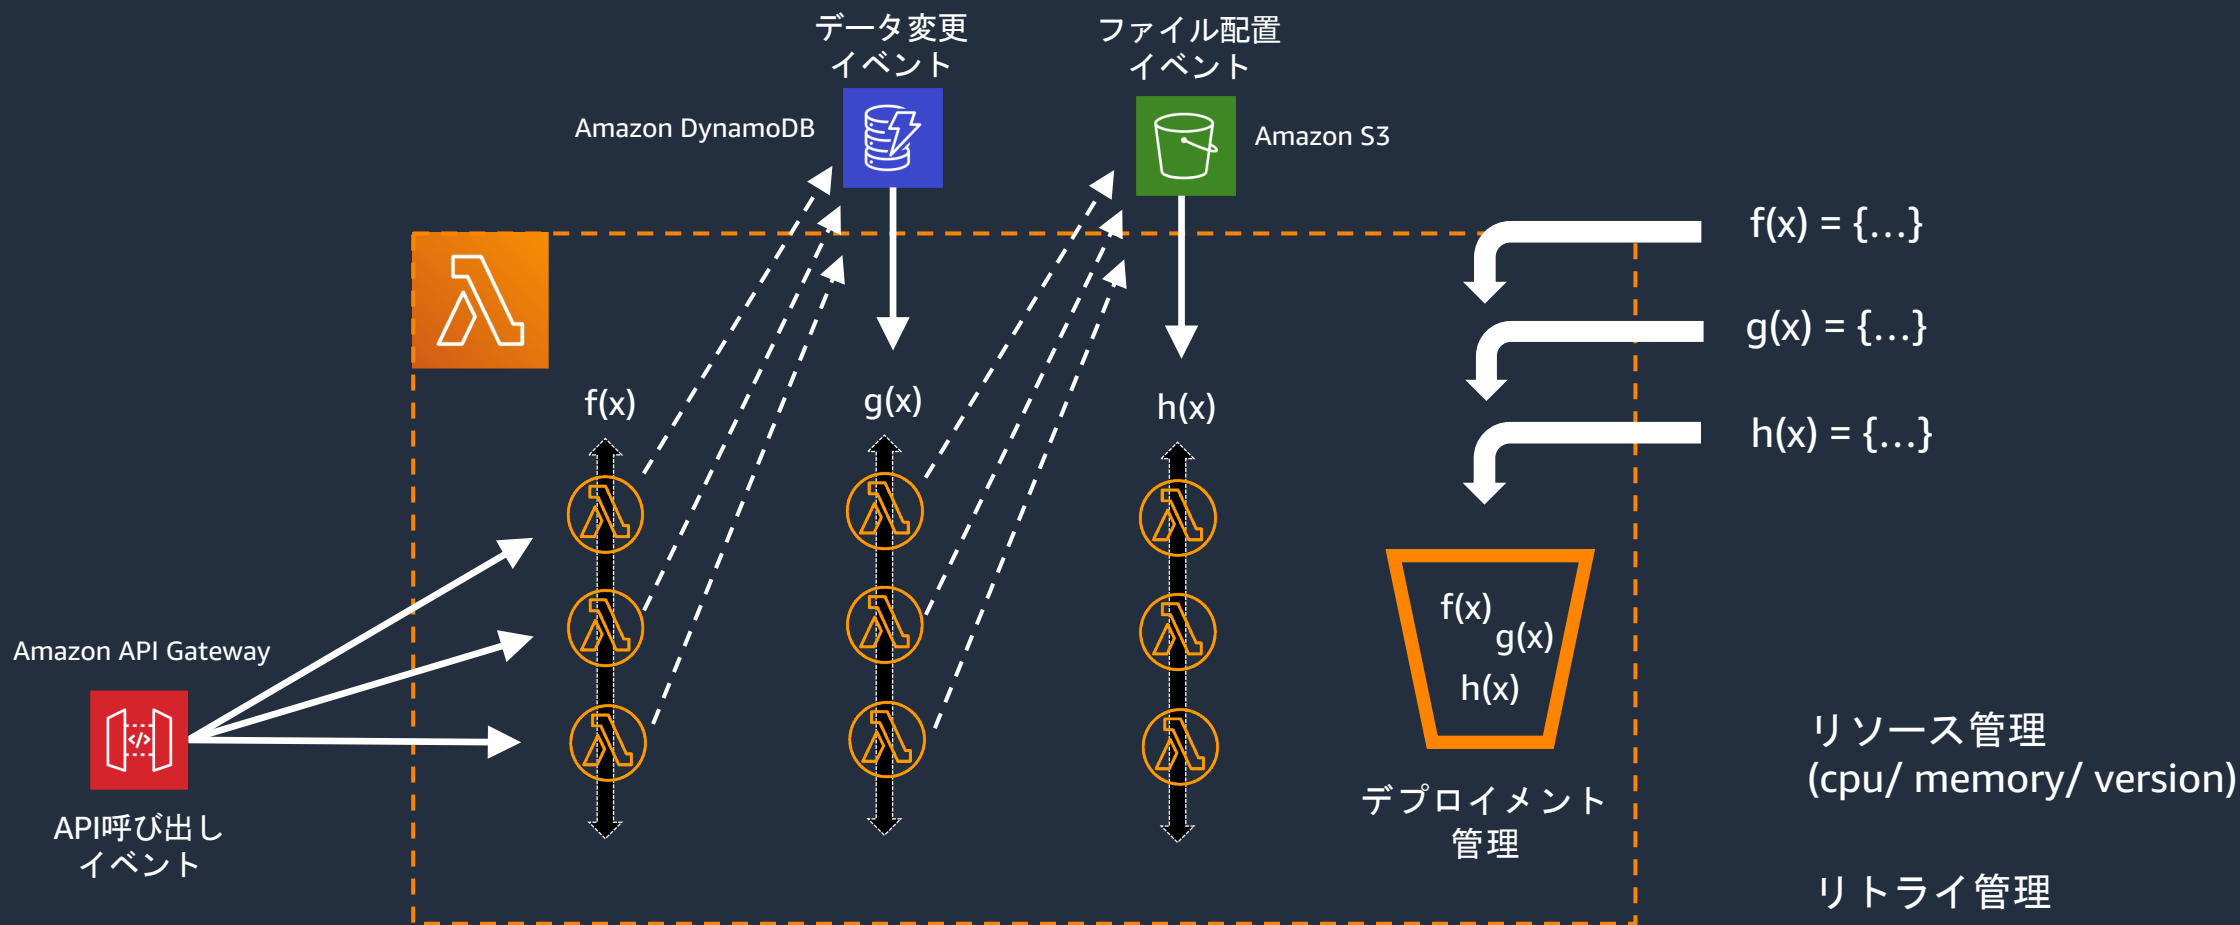 データ変更
イベント
ファイル配置
イベント
Amazon DynamoDB
Amazon S3
f(x) = {...}
g(x) = {...}
h(x) = {...}
f(x)
g(x)
h(x)
Amazon API Gateway
</>
API呼び出し
イベント
f(x)
g(x)
h(x)
デプロイメント
管理
リソース管理
(cpu/ memory/ version)
リトライ管理